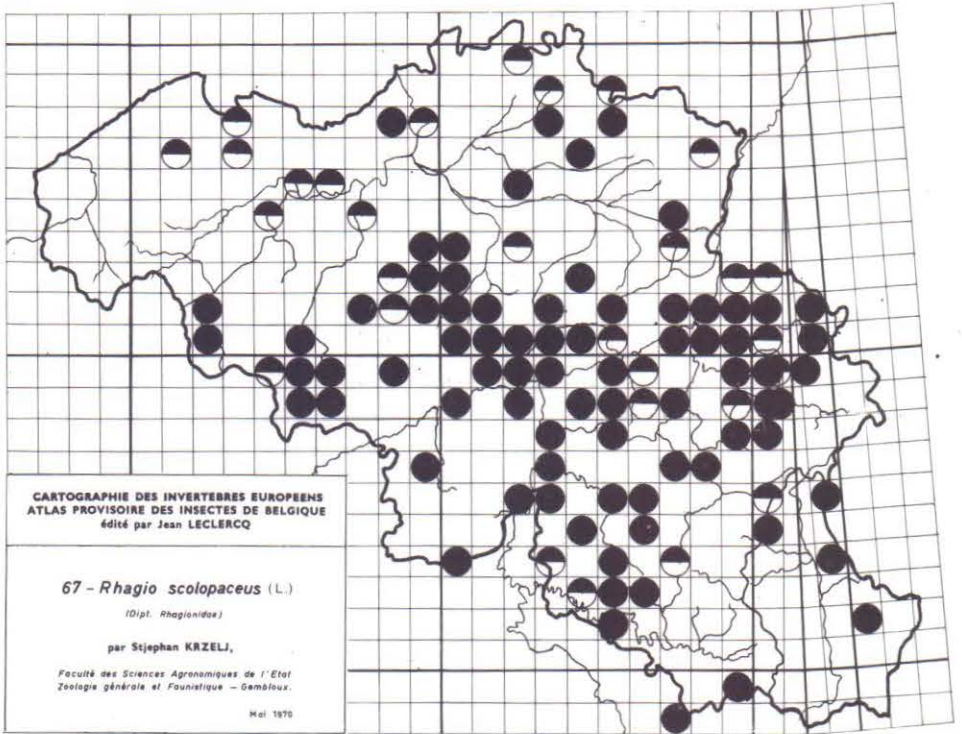 CARTOGRAPHIE DES INVERTEBRES EUROPEENS
ATLAS PROVISOIRE DES INSECTES DE BELGIQUE
édité par Jean LECLERCQ
67 – Rhagio scolopaceus (L.)
(Dipt. Rhagionidae)
par Stjephan KRZELJ,
Faculté des Sciences Agronomiques de l'Etat
Zoologie générale et Faunistique – Gembloux.
Mai 1970